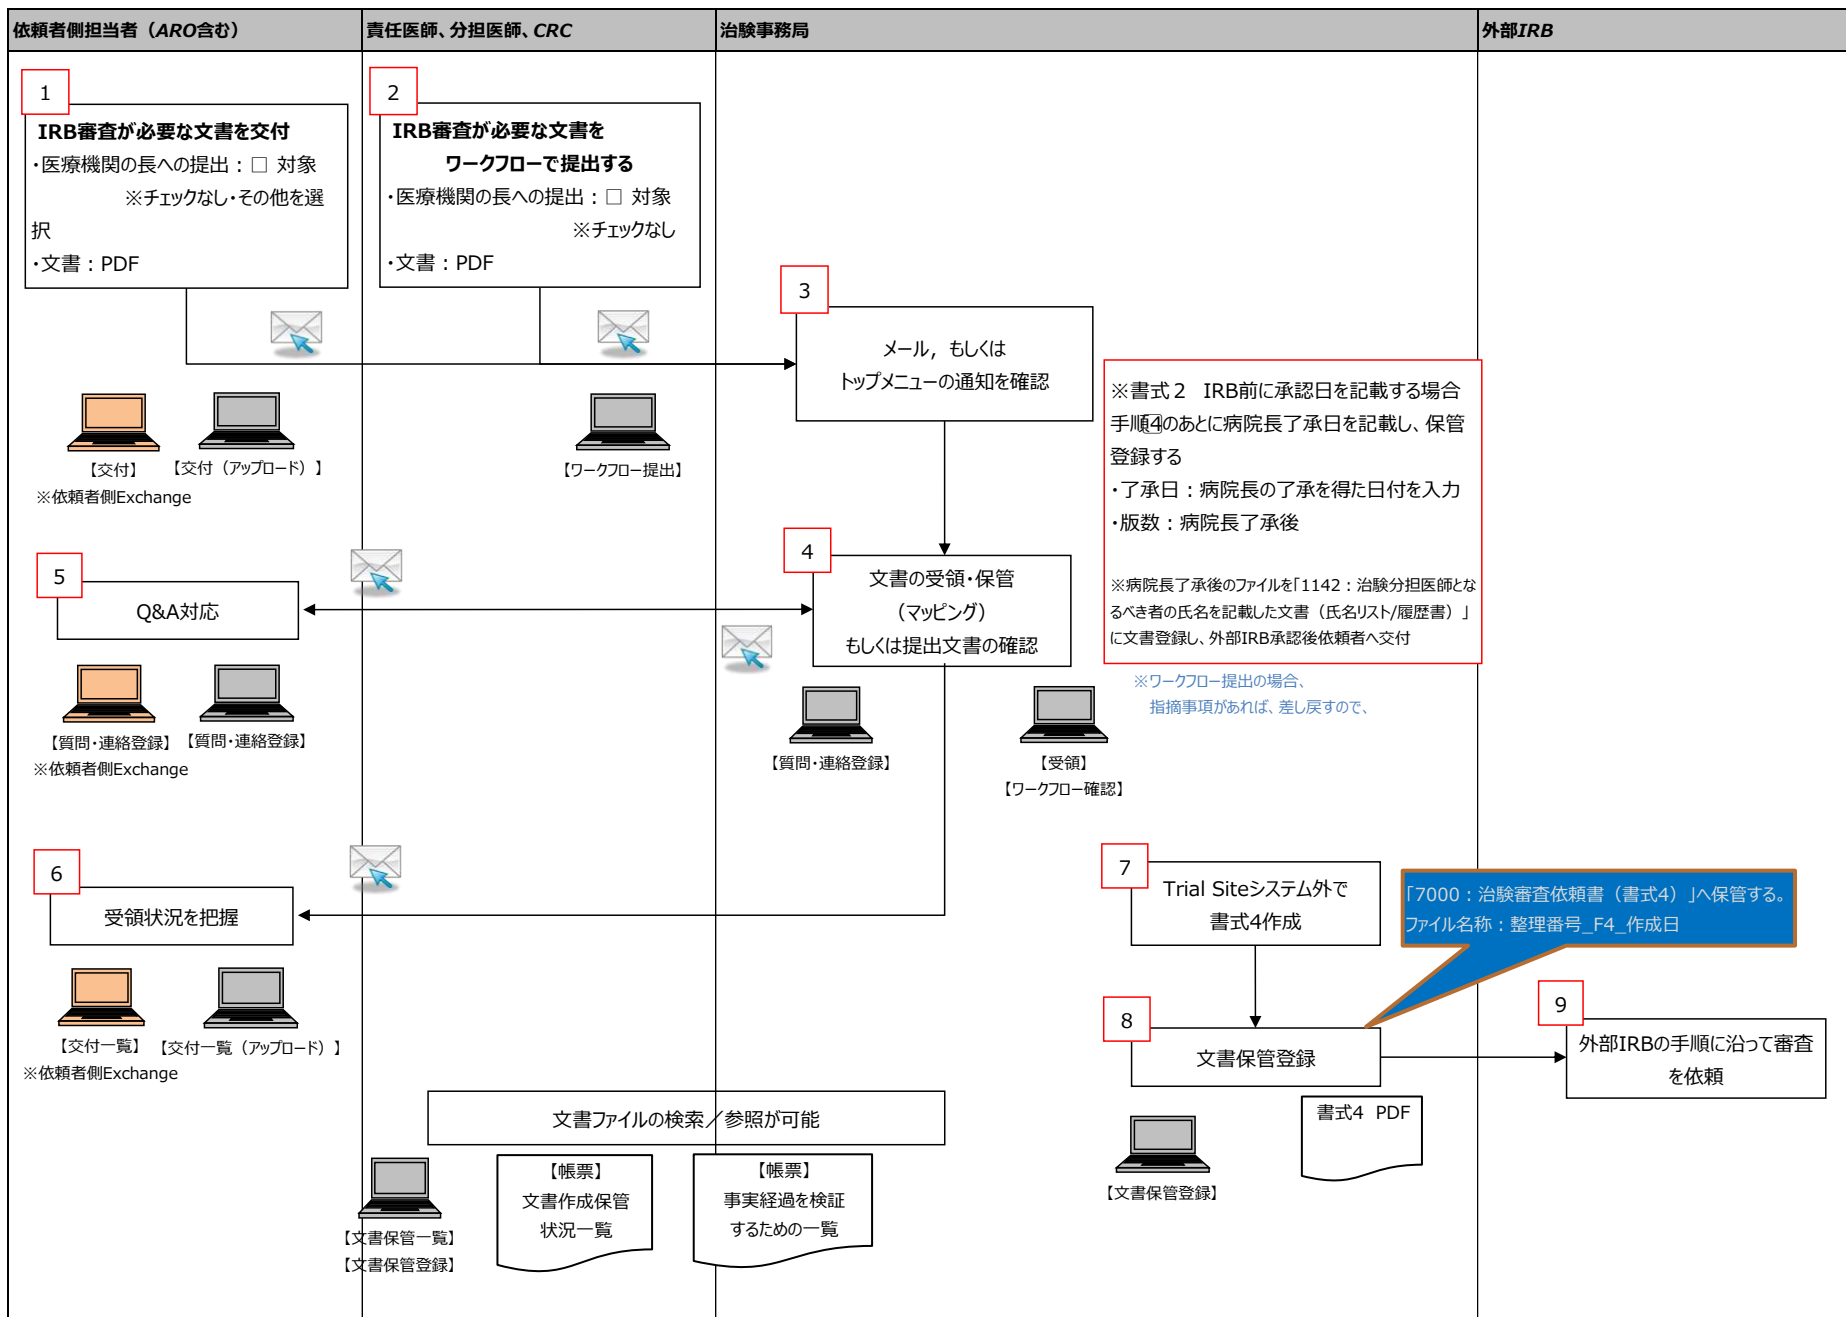 依頼者側担当者（ARO含む）
責任医師、分担医師、CRC
治験事務局
外部IRB
1
IRB審査が必要な文書を交付
・医療機関の長への提出：□ 対象
※チェックなし・その他を選
択
・文書：PDF
2
IRB審査が必要な文書を
ワークフローで提出する
・医療機関の長への提出：□ 対象
※チェックなし
・文書：PDF
3
メール，もしくは
トップメニューの通知を確認
【交付】
【交付（アップロード）】
※依頼者側Exchange
【ワークフロー提出】
※書式２　IRB前に承認日を記載する場合
手順4のあとに病院長了承日を記載し、保管
登録する
・了承日：病院長の了承を得た日付を入力
・版数：病院長了承後
※病院長了承後のファイルを「1142：治験分担医師とな
るべき者の氏名を記載した文書（氏名リスト/履歴書）」
に文書登録し、外部IRB承認後依頼者へ交付
※ワークフロー提出の場合、
指摘事項があれば、差し戻すので、
4
文書の受領・保管
（マッピング）
もしくは提出文書の確認
5
Q&A対応
【質問・連絡登録】
【質問・連絡登録】
※依頼者側Exchange
【質問・連絡登録】
【受領】
【ワークフロー確認】
6
受領状況を把握
【交付一覧】
【交付一覧（アップロード）】
※依頼者側Exchange
7
Trial Siteシステム外で
書式4作成
「7000：治験審査依頼書（書式4）」へ保管する。
ファイル名称：整理番号_F4_作成日
8
文書保管登録
9
外部IRBの手順に沿って審査
を依頼
書式4 PDF
【文書保管登録】
文書ファイルの検索／参照が可能
【文書保管一覧】
【文書保管登録】
【帳票】
文書作成保管
状況一覧
【帳票】
事実経過を検証
するための一覧